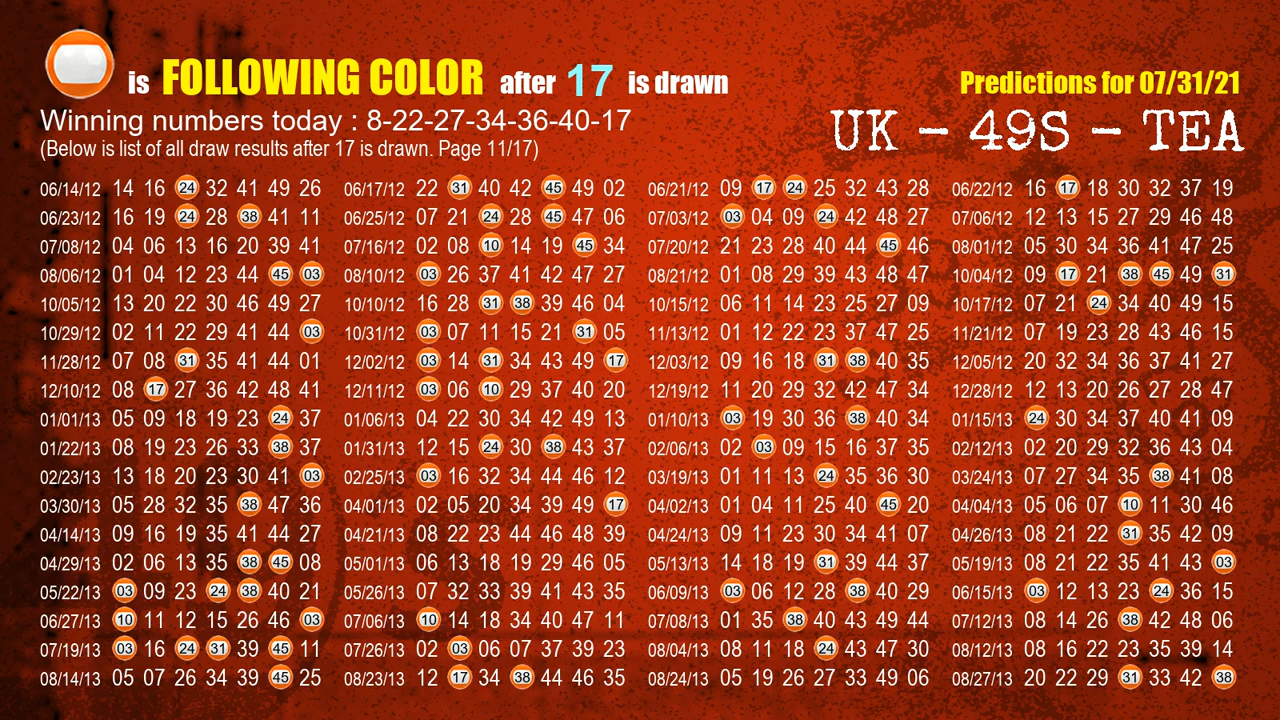 is FOLLOWING COLOR after 17 is drawn
Predictions for 07/31/21
Winning numbers today : 8-22-27-34-36-40-17
UK - 49S - TEA
(Below is list of all draw results after 17 is drawn. Page 11/17)
06/14/12 14 16 24 32 41 49 26 06/17/12 22 31 40 42 45 49 02 06/21/12 09 17 24 25 32 43 28 06/22/12 16 17 18 30 32 37 19
06/23/12 16 19 24 28 38 41 11 06/25/12 07 21 24 28 45 47 06 07/03/12 03 04 09 24 42 48 27 07/06/12 12 13 15 27 29 46 48
07/08/12 04 06 13 16 20 39 41 07/16/12 02 08 10 14 19 45 34 07/20/12 21 23 28 40 44 45 46 08/01/12 05 30 34 36 41 47 25
08/06/12 01 04 12 23 44 45 03 08/10/12 03 26 37 41 42 47 27 08/21/12 01 08 29 39 43 48 47 10/04/12 09 17 21 38 45 49 31
10/05/12 13 20 22 30 46 49 27 10/10/12 16 28 31 38 39 46 04 10/15/12 06 11 14 23 25 27 09 10/17/12 07 21 24 34 40 49 15
10/29/12 02 11 22 29 41 44 03 10/31/12 03 07 11 15 21 31 05 11/13/12 01 12 22 23 37 47 25 11/21/12 07 19 23 28 43 46 15
11/28/12 07 08 31 35 41 44 01 12/02/12 03 14 31 34 43 49 17 12/03/12 09 16 18 31 38 40 35 12/05/12 20 32 34 36 37 41 27
12/10/12 08 17 27 36 42 48 41 12/11/12 03 06 10 29 37 40 20 12/19/12 11 20 29 32 42 47 34 12/28/12 12 13 20 26 27 28 47
01/01/13 05 09 18 19 23 24 37 01/06/13 04 22 30 34 42 49 13 01/10/13 03 19 30 36 38 40 34 01/15/13 24 30 34 37 40 41 09
01/22/13 08 19 23 26 33 38 37 01/31/13 12 15 24 30 38 43 37 02/06/13 02 03 09 15 16 37 35 02/12/13 02 20 29 32 36 43 04
02/23/13 13 18 20 23 30 41 03 02/25/13 03 16 32 34 44 46 12 03/19/13 01 11 13 24 35 36 30 03/24/13 07 27 34 35 38 41 08
03/30/13 05 28 32 35 38 47 36 04/01/13 02 05 20 34 39 49 17 04/02/13 01 04 11 25 40 45 20 04/04/13 05 06 07 10 11 30 46
04/14/13 09 16 19 35 41 44 27 04/21/13 08 22 23 44 46 48 39 04/24/13 09 11 23 30 34 41 07 04/26/13 08 21 22 31 35 42 09
04/29/13 02 06 13 35 38 45 08 05/01/13 06 13 18 19 29 46 05 05/13/13 14 18 19 31 39 44 37 05/19/13 08 21 22 35 41 43 03
05/22/13 03 09 23 24 38 40 21 05/26/13 07 32 33 39 41 43 35 06/09/13 03 06 12 28 38 40 29 06/15/13 03 12 13 23 24 36 15
06/27/13 10 11 12 15 26 46 03 07/06/13 10 14 18 34 40 47 11 07/08/13 01 35 38 40 43 49 44 07/12/13 08 14 26 38 42 48 06
07/19/13 03 16 24 31 39 45 11 07/26/13 02 03 06 07 37 39 23 08/04/13 08 11 18 24 43 47 30 08/12/13 08 16 22 23 35 39 14
08/14/13 05 07 26 34 39 45 25 08/23/13 12 17 34 38 44 46 35 08/24/13 05 19 26 27 33 49 06 08/27/13 20 22 29 31 33 42 38